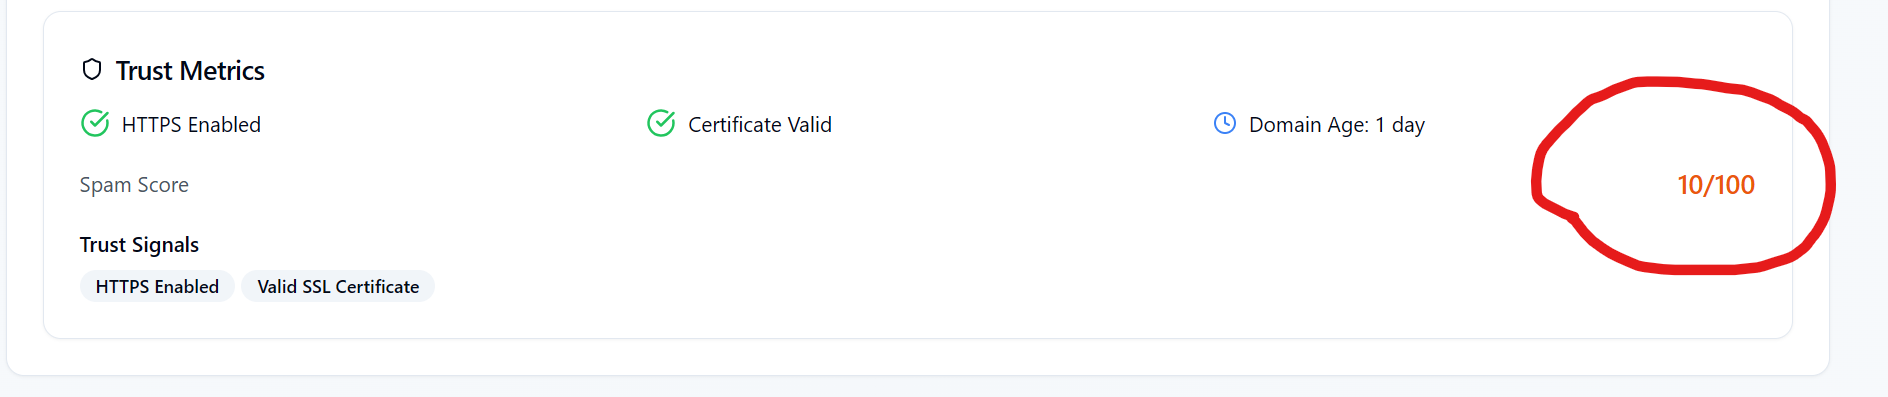 Trust Metrics
HTTPS Enabled Certificate Valid Domain Age: 1 day
Spam Score 10/100
Trust Signals
HTTPS Enabled Valid SSL Certificate